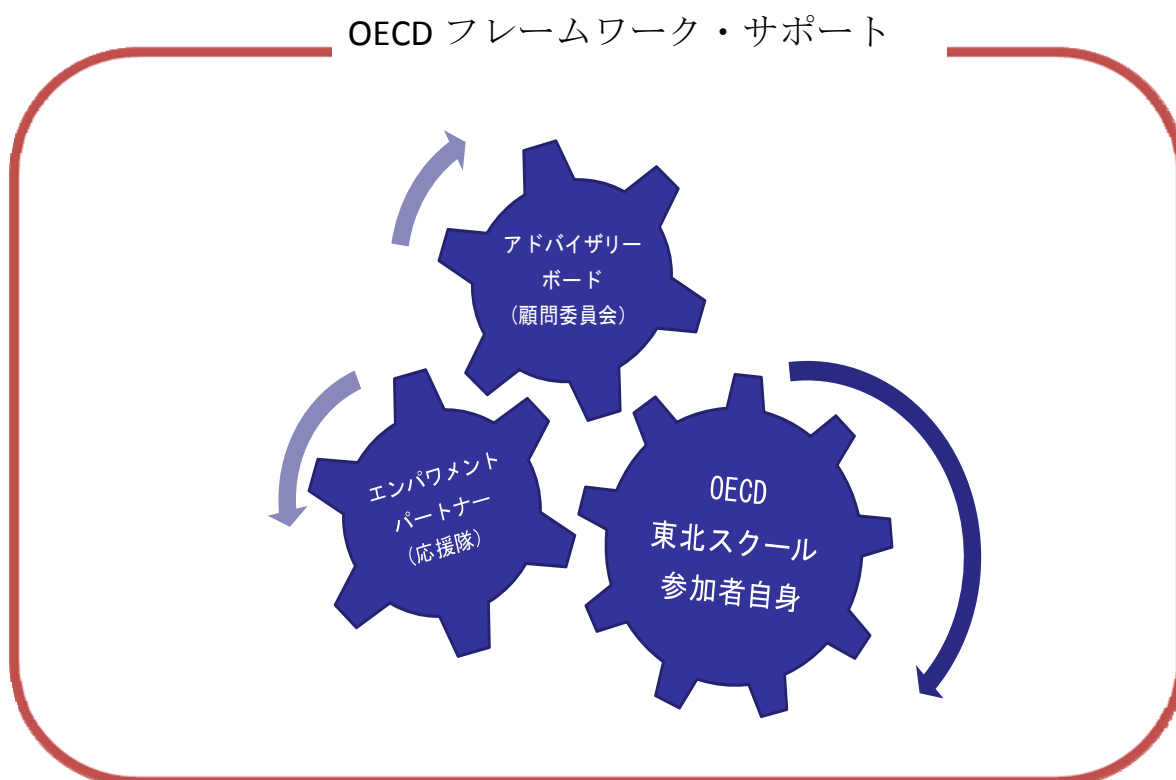 OECD フレームワーク・サポート
アドバイザリー
ボード
(顧問委員会)
エンパワメント
パートナー
(応援隊)
OECD
東北スクール
参加者自身